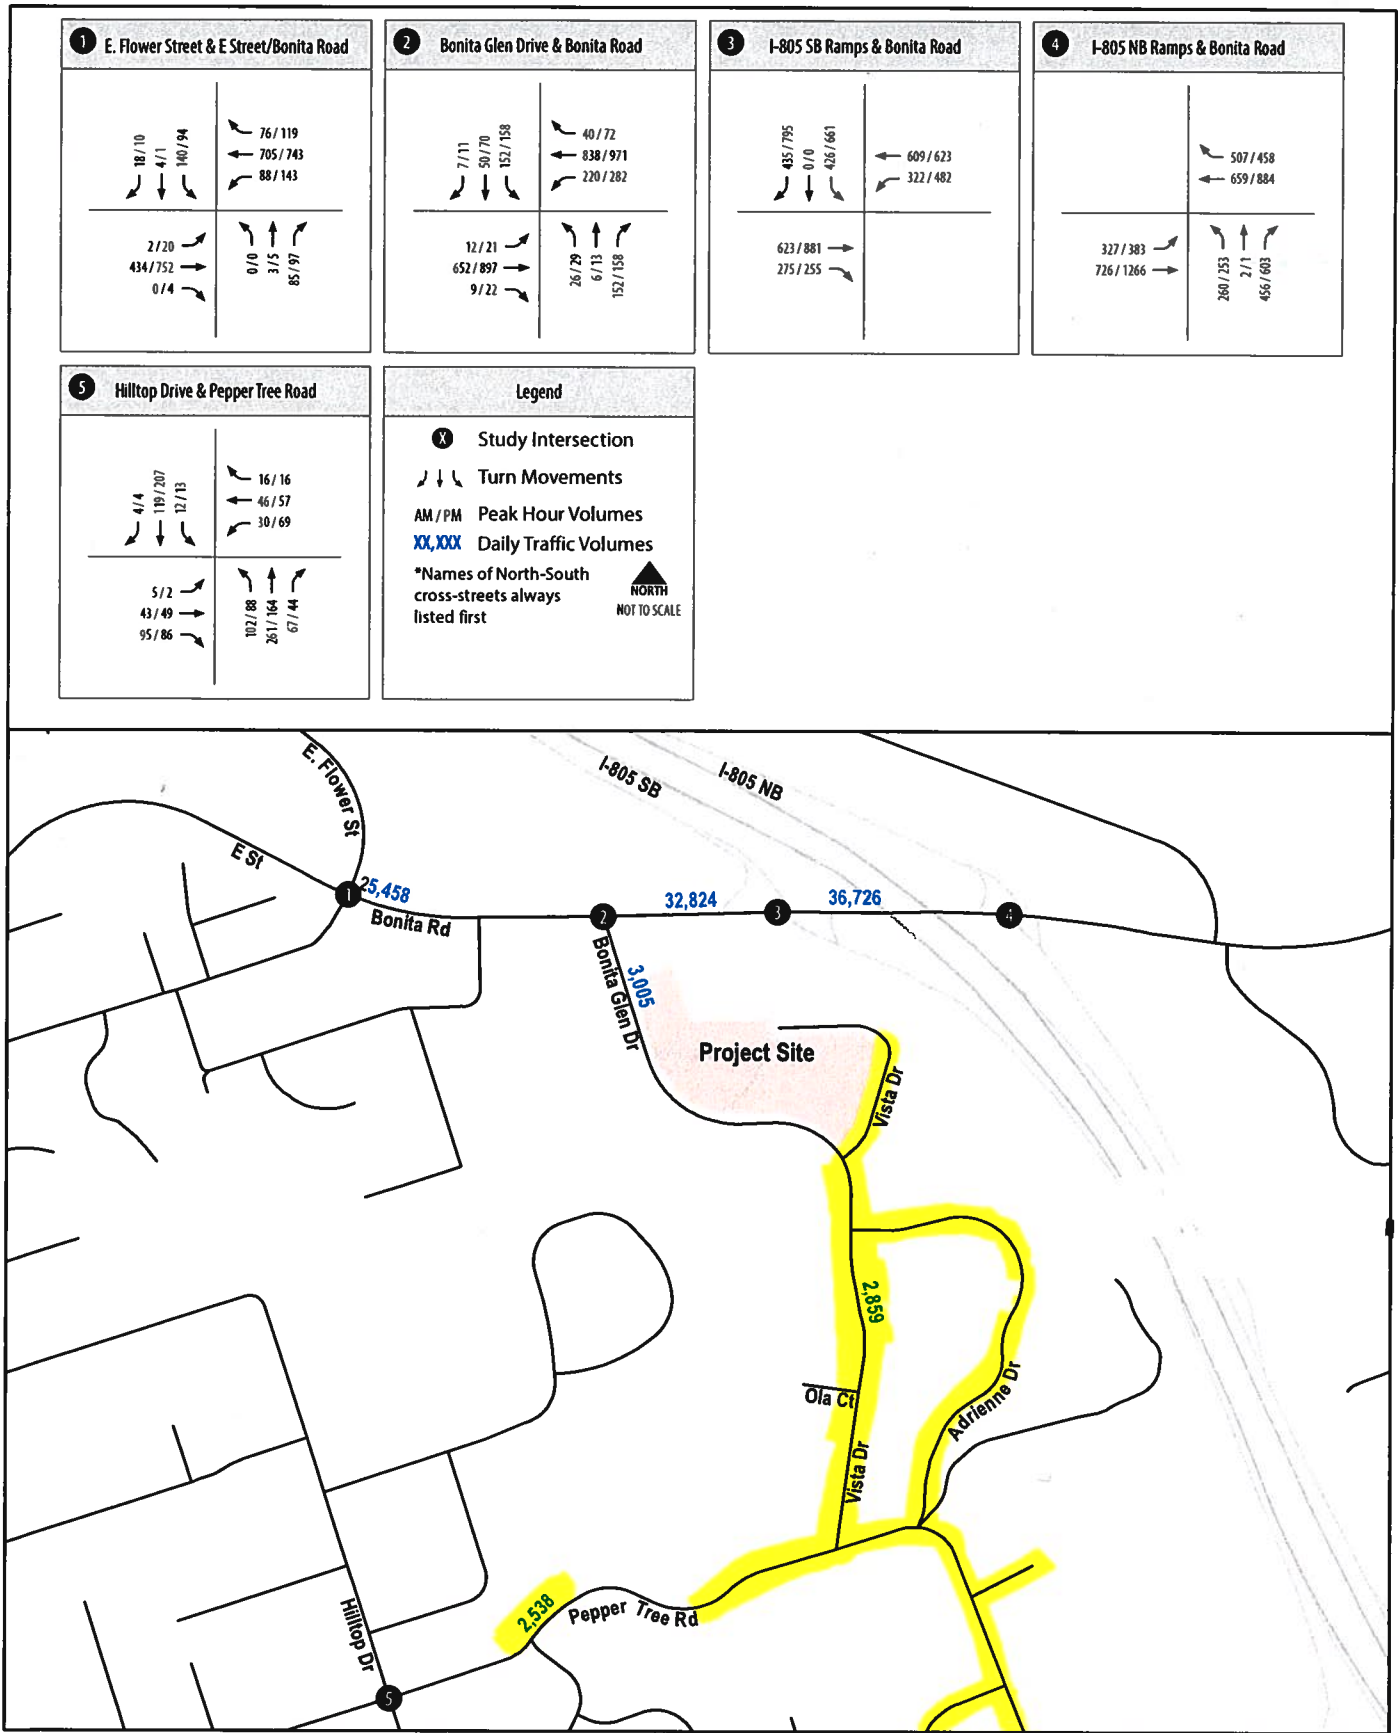 1 E. Flower Street & E Street/Bonita Road
18/10
4/1
140/94
76/119
705/743
88/143
2/20
434/752
0/4
0/0
3/5
85/97
2 Bonita Glen Drive & Bonita Road
7/11
50/70
152/158
40/72
838/971
220/282
12/21
652/897
9/22
26/29
6/13
152/158
3 I-805 SB Ramps & Bonita Road
435/795
0/0
426/661
609/623
322/482
623/881
275/255
4 I-805 NB Ramps & Bonita Road
507/458
659/884
327/383
726/1266
260/253
2/1
456/603
5 Hilltop Drive & Pepper Tree Road
4/4
119/207
12/13
16/16
46/57
30/69
5/2
43/49
95/86
102/88
261/164
67/44
Legend
X Study Intersection
Turn Movements
AM/PM Peak Hour Volumes
XX,XXX Daily Traffic Volumes
*Names of North-South
cross-streets always
listed first
NORTH
NOT TO SCALE
E. Flower St
I-805 SB
I-805 NB
E St
1
25,458
Bonita Rd
2
32,824
3
36,726
4
Bonita Glen Dr
3,005
Project Site
Vista Dr
2,859
Ola Ct
Adrienne Dr
Vista Dr
2,538
Pepper Tree Rd
Hilltop Dr
5